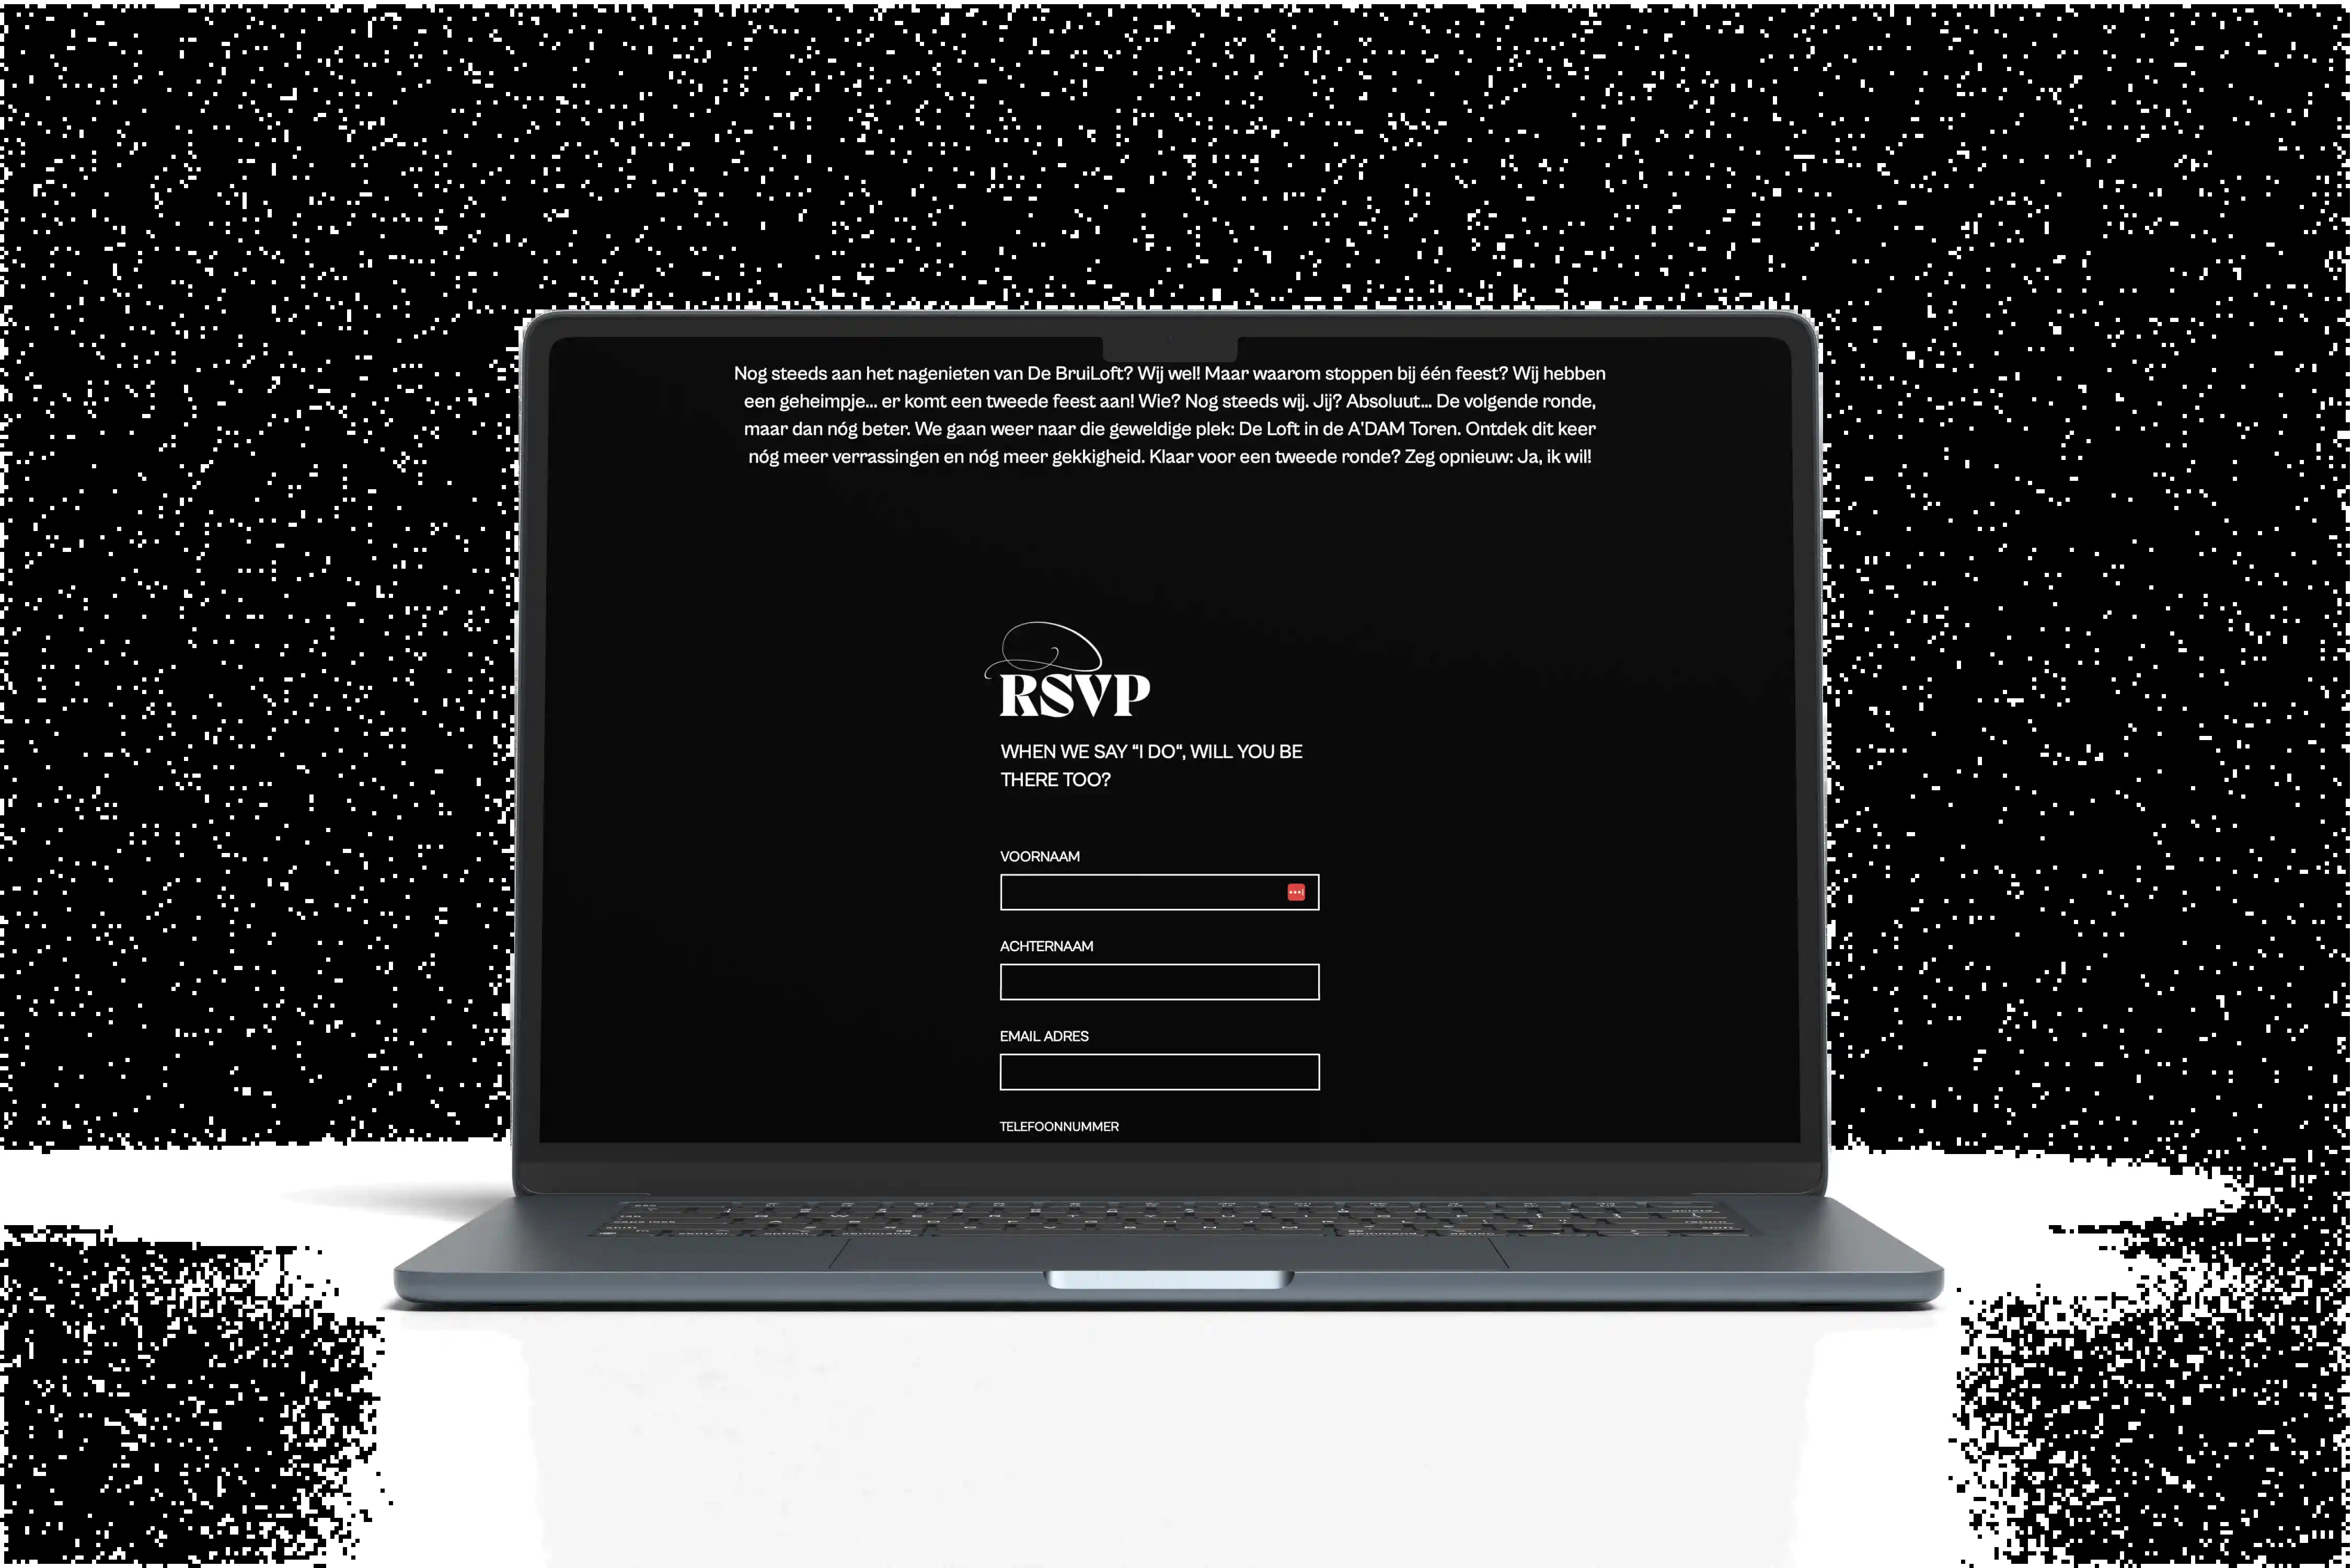 Nog steeds aan het nagenieten van De BruiLoft? Wij wel! Maar waarom stoppen bij één feest? Wij hebben
een geheimpje... er komt een tweede feest aan! Wie? Nog steeds wij. Jij? Absoluut... De volgende ronde,
maar dan nóg beter. We gaan weer naar die geweldige plek: De Loft in de A'DAM Toren. Ontdek dit keer
nóg meer verrassingen en nóg meer gekkigheid. Klaar voor een tweede ronde? Zeg opnieuw: Ja, ik wil!
RSVP
WHEN WE SAY “I DO“, WILL YOU BE
THERE TOO?
VOORNAAM
ACHTERNAAM
EMAIL ADRES
TELEFOONNUMMER